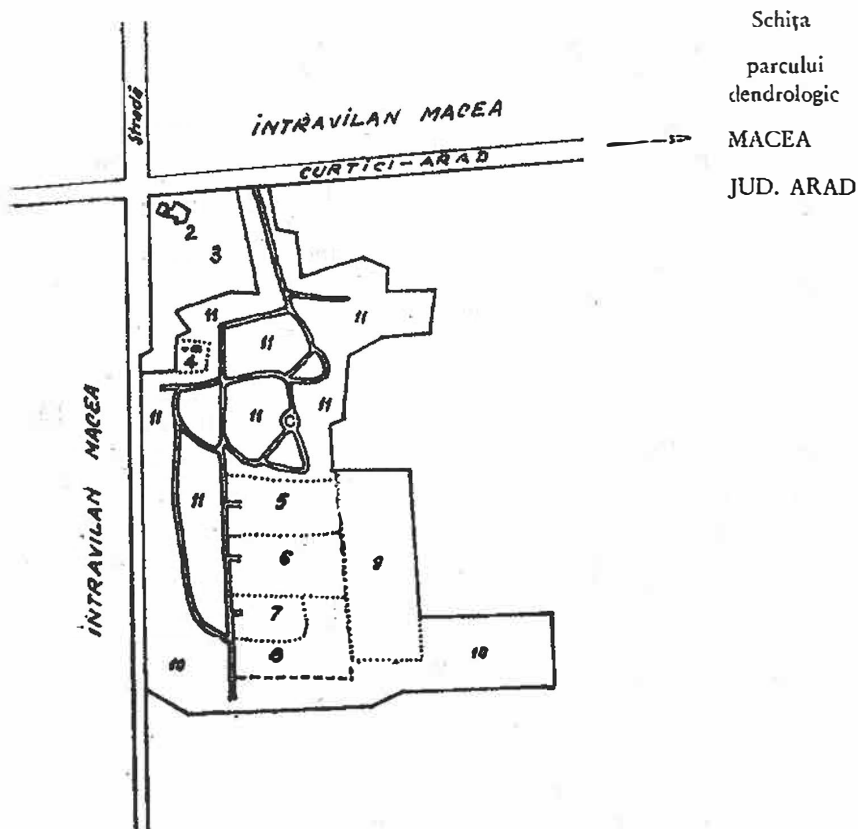 Schița
parcului
dendrologic
MACEA
JUD. ARAD
Stradă
INTRAVILAN MACEA
CURTICI-ARAD
2
3
11
11
11
4
11
11
11
C
INTRAVILAN MACEA
11
5
6
9
7
8
10
10